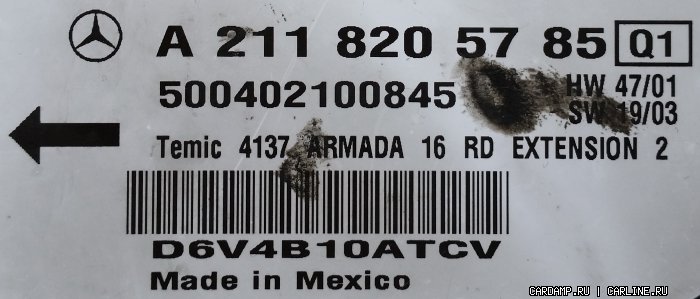 A 211 820 57 85 Q1
500402100845 HW 47/01
SW 19/03
Temic 4137 ARMADA 16 RD EXTENSION 2
D6V4B10ATCV
Made in Mexico
CARDAMP.RU | CARLINE.RU